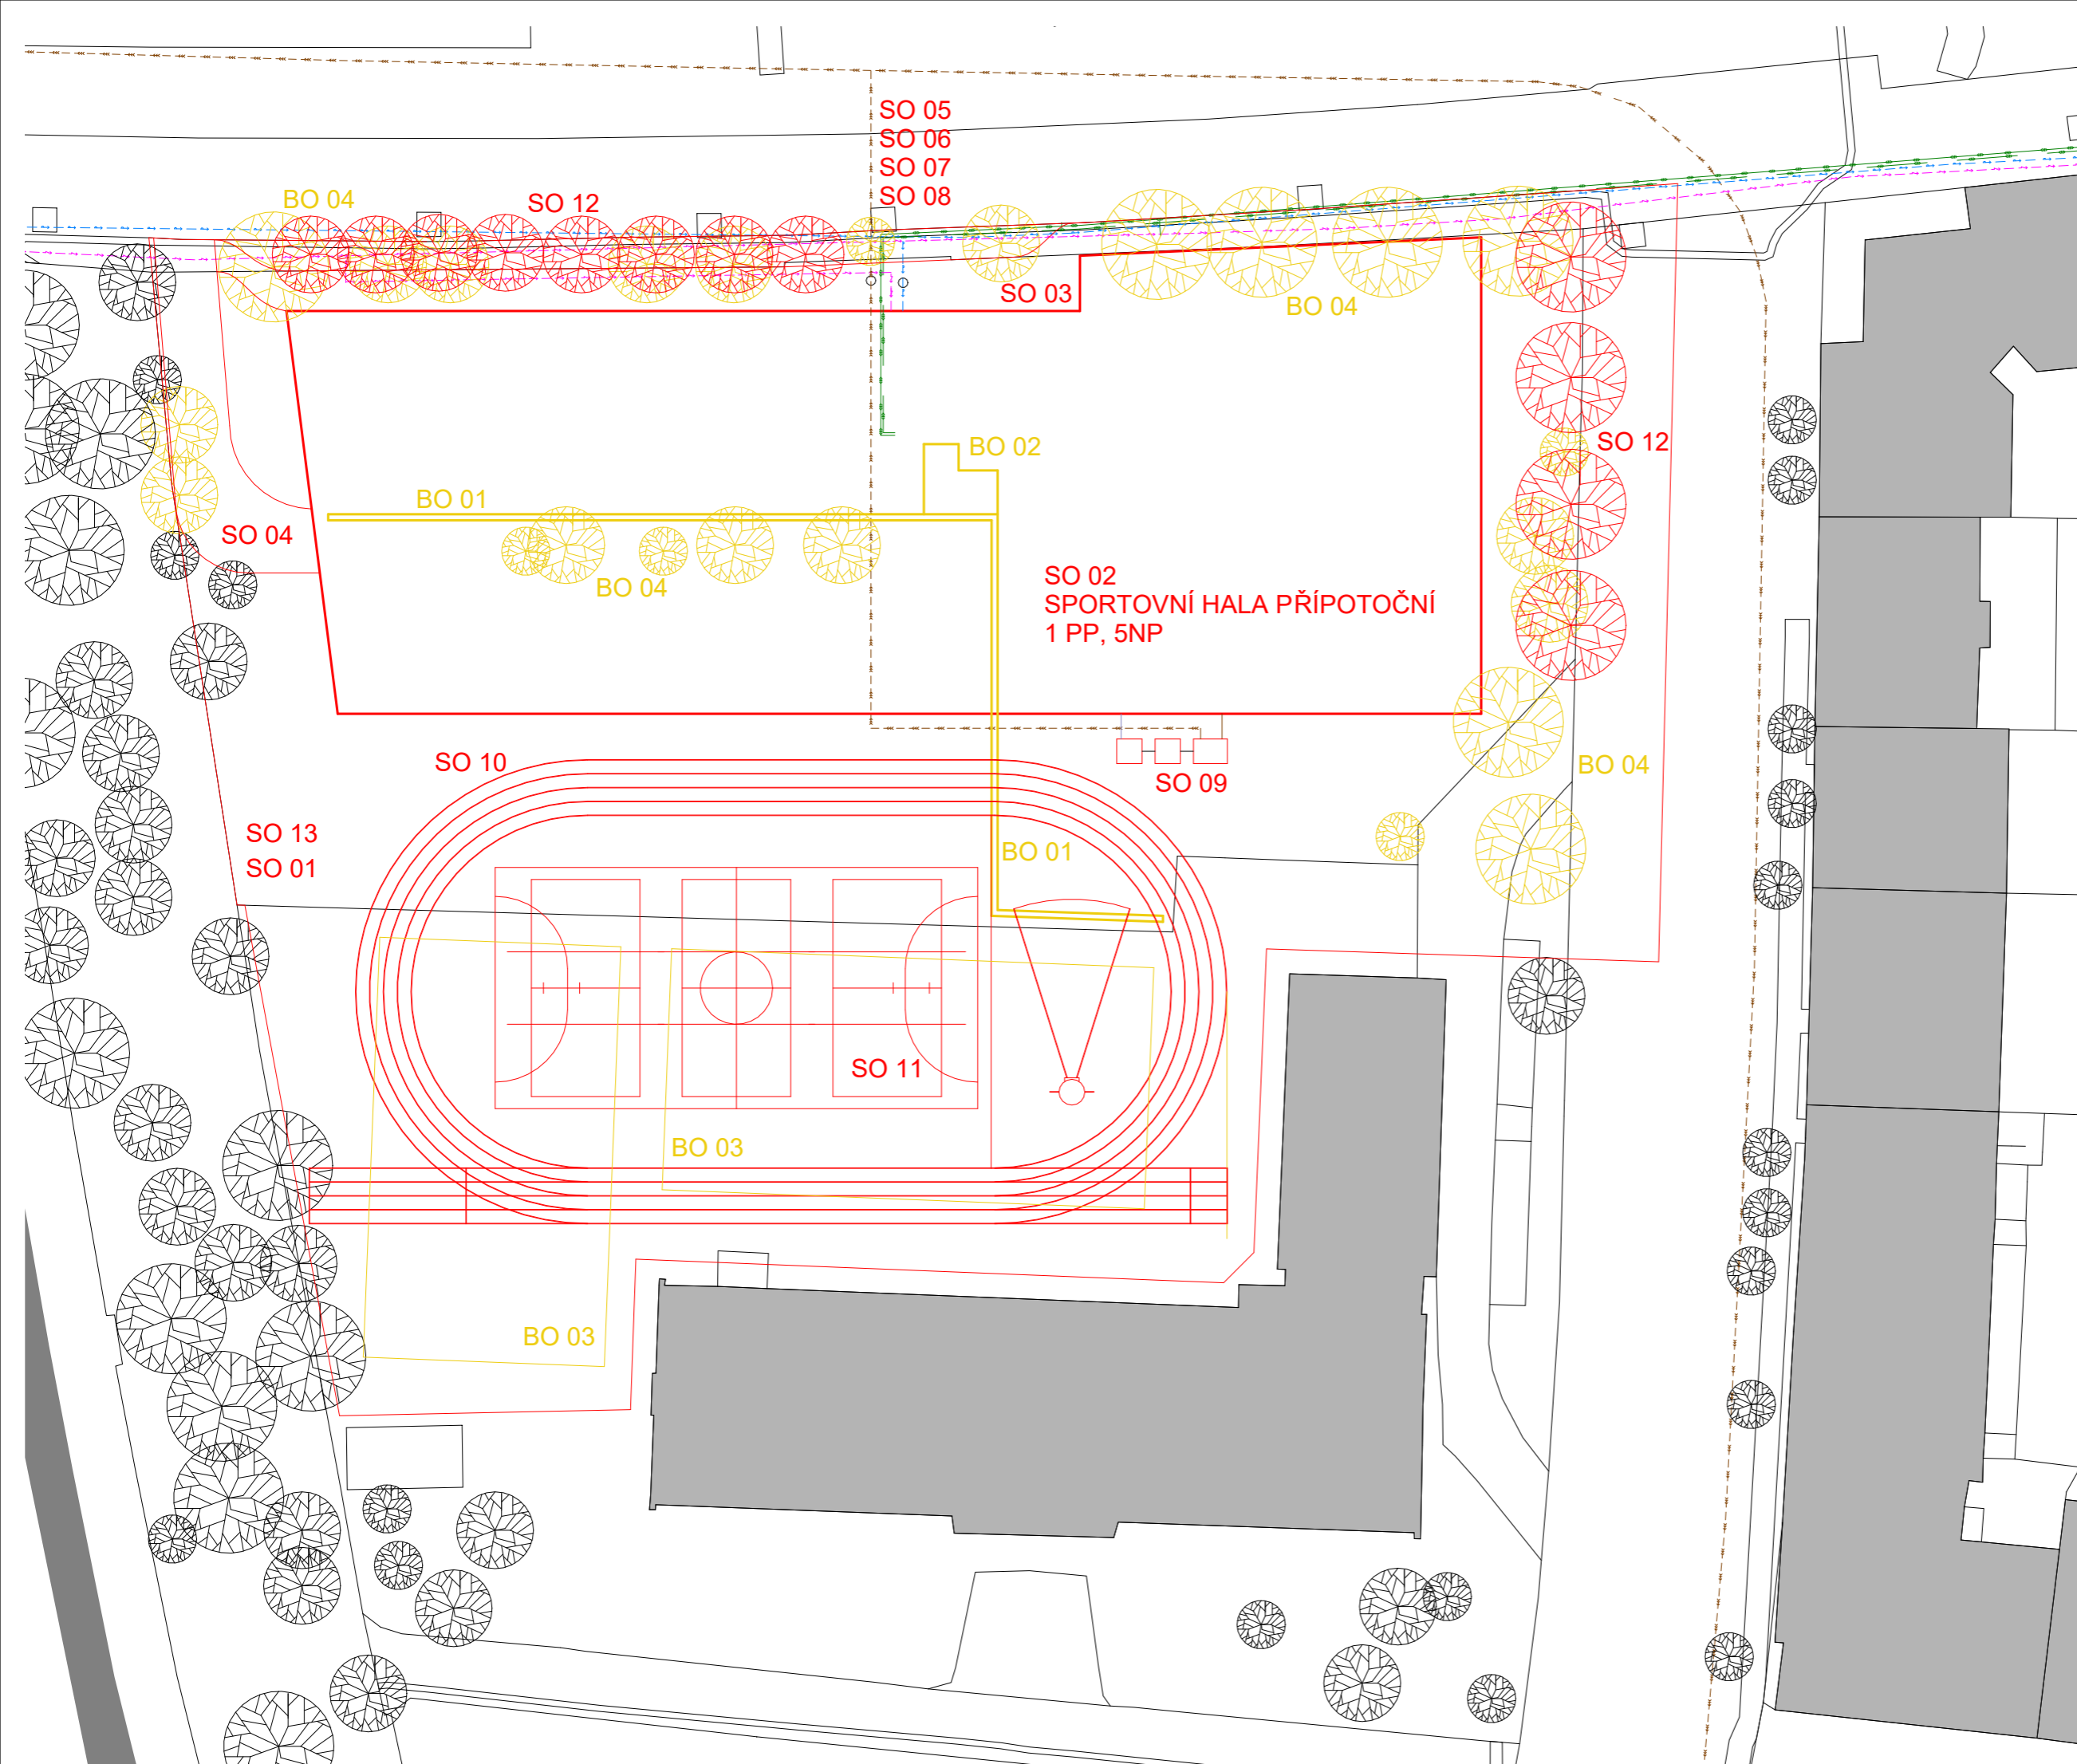 SO 05
SO 06
SO 07
SO 08
BO 04
SO 12
SO 03
BO 04
SO 12
BO 02
BO 01
SO 04
BO 04
SO 02
SPORTOVNÍ HALA PŘÍPOTOČNÍ
1 PP, 5NP
SO 10
SO 09
BO 04
SO 13
SO 01
BO 01
SO 11
BO 03
BO 03